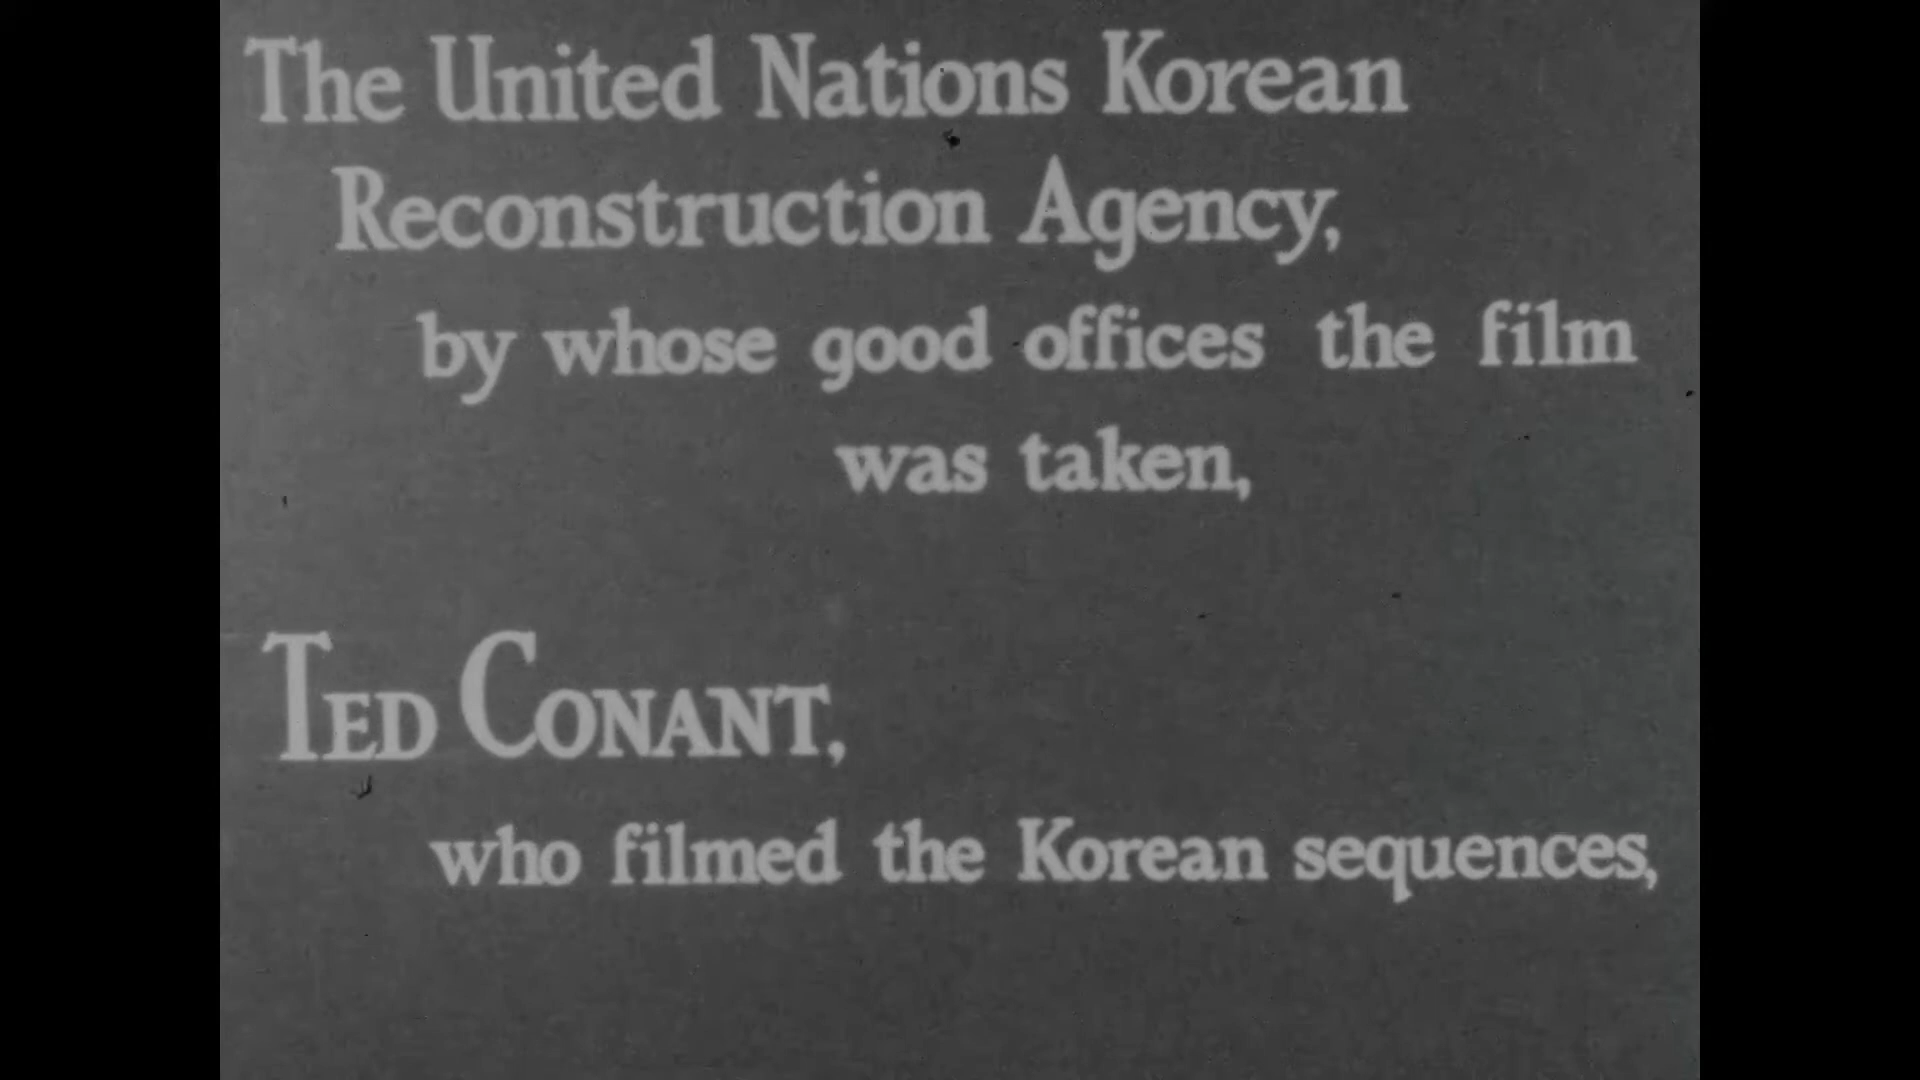 The United Nations Korean
Reconstruction Agency,
by whose good offices the film
was taken,
TED CONANT,
who filmed the Korean sequences,